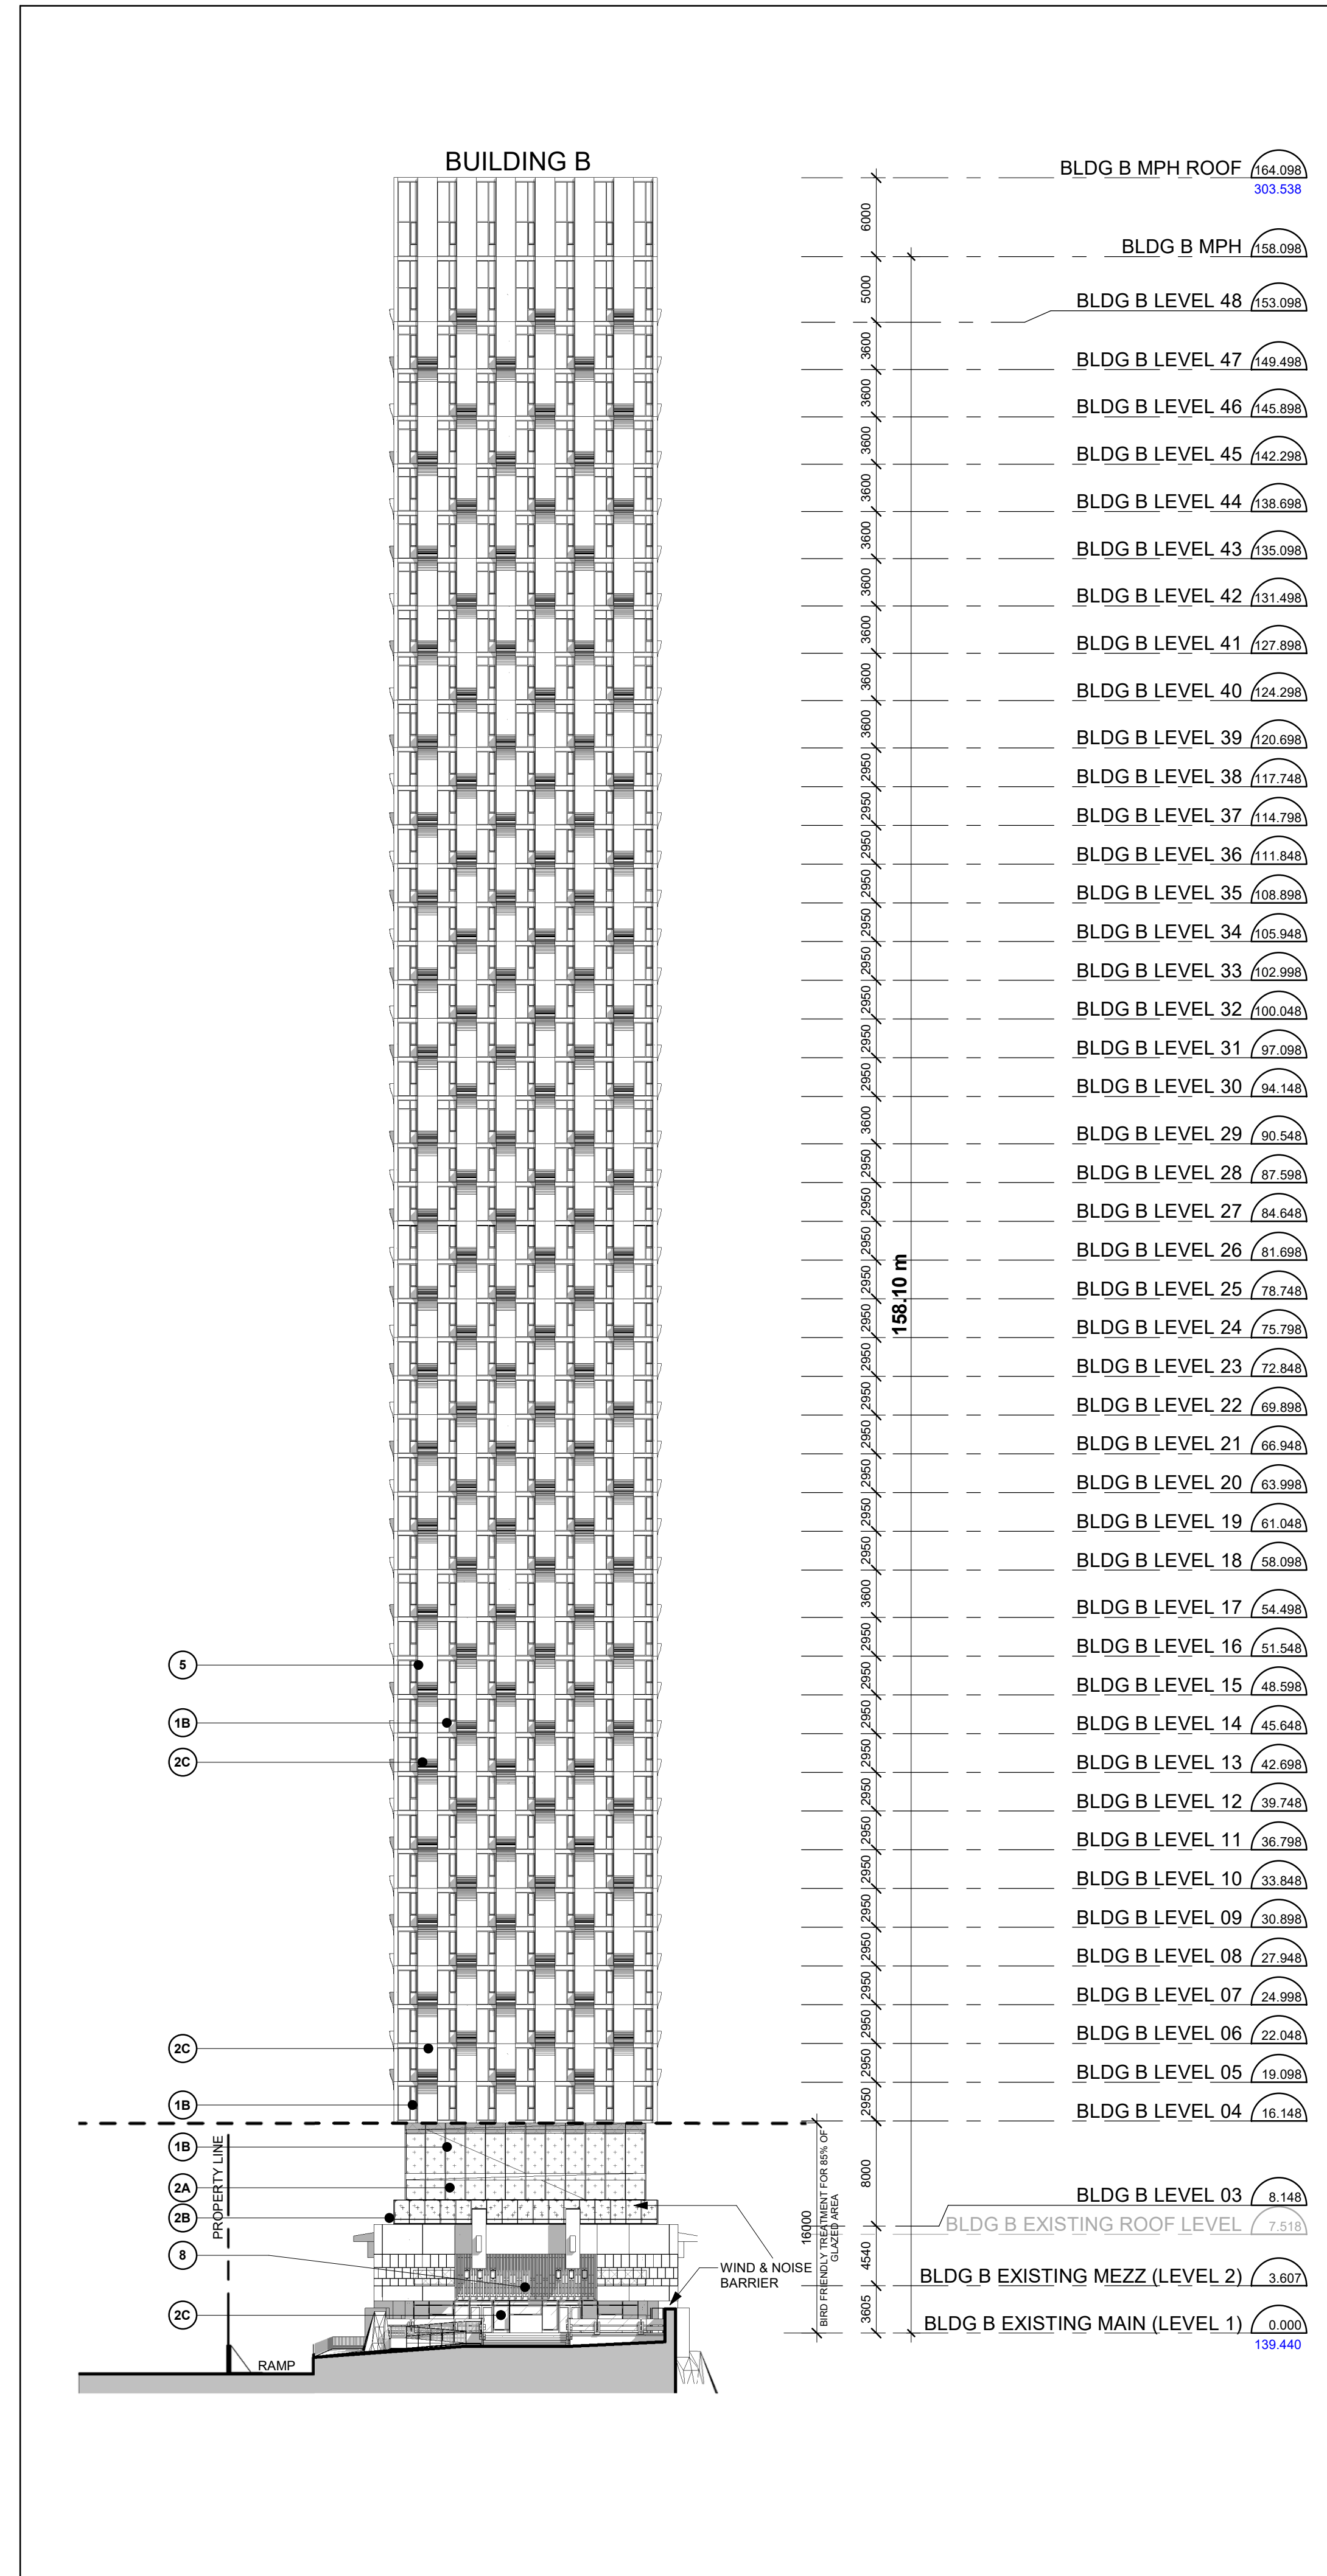 BUILDING B
BLDG B MPH ROOF 164.098
303.538
6000
BLDG B MPH 158.098
5000
BLDG B LEVEL 48 153.098
3600
BLDG B LEVEL 47 149.498
3600
BLDG B LEVEL 46 145.898
3600
BLDG B LEVEL 45 142.298
3600
BLDG B LEVEL 44 138.698
3600
BLDG B LEVEL 43 135.098
3600
BLDG B LEVEL 42 131.498
3600
BLDG B LEVEL 41 127.898
3600
BLDG B LEVEL 40 124.298
3600
BLDG B LEVEL 39 120.698
2950
BLDG B LEVEL 38 117.748
2950
BLDG B LEVEL 37 114.798
2950
BLDG B LEVEL 36 111.848
2950
BLDG B LEVEL 35 108.898
2950
BLDG B LEVEL 34 105.948
2950
BLDG B LEVEL 33 102.998
2950
BLDG B LEVEL 32 100.048
2950
BLDG B LEVEL 31 97.098
2950
BLDG B LEVEL 30 94.148
3600
BLDG B LEVEL 29 90.548
2950
BLDG B LEVEL 28 87.598
2950
BLDG B LEVEL 27 84.648
2950
BLDG B LEVEL 26 81.698
158.10 m
2950
BLDG B LEVEL 25 78.748
2950
BLDG B LEVEL 24 75.798
2950
BLDG B LEVEL 23 72.848
2950
BLDG B LEVEL 22 69.898
2950
BLDG B LEVEL 21 66.948
2950
BLDG B LEVEL 20 63.998
2950
BLDG B LEVEL 19 61.048
2950
BLDG B LEVEL 18 58.098
3600
BLDG B LEVEL 17 54.498
2950
BLDG B LEVEL 16 51.548
5
2950
BLDG B LEVEL 15 48.598
1B
2950
BLDG B LEVEL 14 45.648
2C
2950
BLDG B LEVEL 13 42.698
2950
BLDG B LEVEL 12 39.748
2950
BLDG B LEVEL 11 36.798
2950
BLDG B LEVEL 10 33.848
2950
BLDG B LEVEL 09 30.898
2950
BLDG B LEVEL 08 27.948
2950
BLDG B LEVEL 07 24.998
2950
BLDG B LEVEL 06 22.048
2C
2950
BLDG B LEVEL 05 19.098
1B
2950
BLDG B LEVEL 04 16.148
1B
PROPERTY LINE
2A
8000
2B
16000
BIRD FRIENDLY TREATMENT FOR 85% OF
GLAZED AREA
BLDG B LEVEL 03 8.148
BLDG B EXISTING ROOF LEVEL 7.518
8
4540
WIND & NOISE
BARRIER
BLDG B EXISTING MEZZ (LEVEL 2) 3.607
2C
3605
BLDG B EXISTING MAIN (LEVEL 1) 0.000
139.440
RAMP